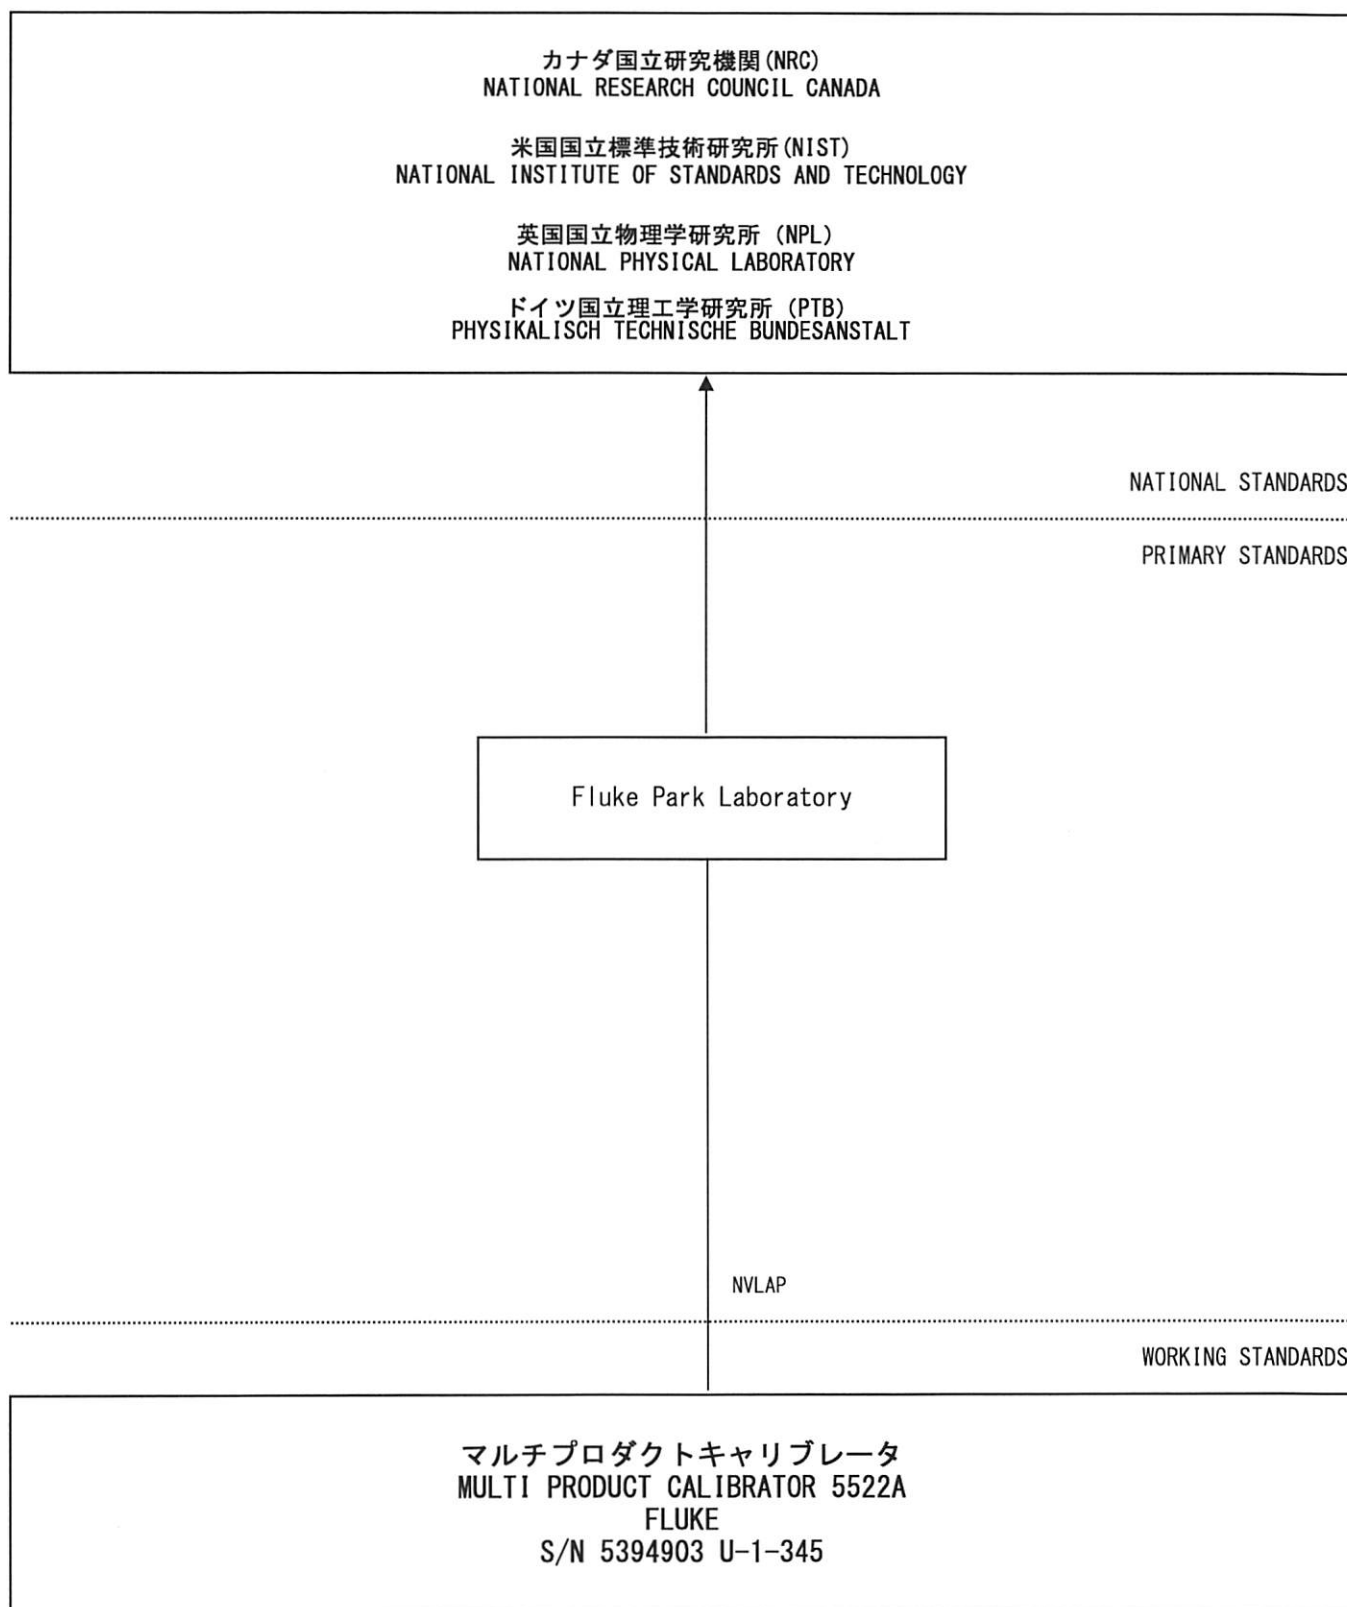 カナダ国立研究機関(NRC)
NATIONAL RESEARCH COUNCIL CANADA
米国国立標準技術研究所(NIST)
NATIONAL INSTITUTE OF STANDARDS AND TECHNOLOGY
英国国立物理学研究所 (NPL)
NATIONAL PHYSICAL LABORATORY
ドイツ国立理工学研究所 (PTB)
PHYSIKALISCH TECHNISCHE BUNDESANSTALT
NATIONAL STANDARDS
PRIMARY STANDARDS
Fluke Park Laboratory
NVLAP
WORKING STANDARDS
マルチプロダクトキャリブレータ
MULTI PRODUCT CALIBRATOR 5522A
FLUKE
S/N 5394903 U-1-345